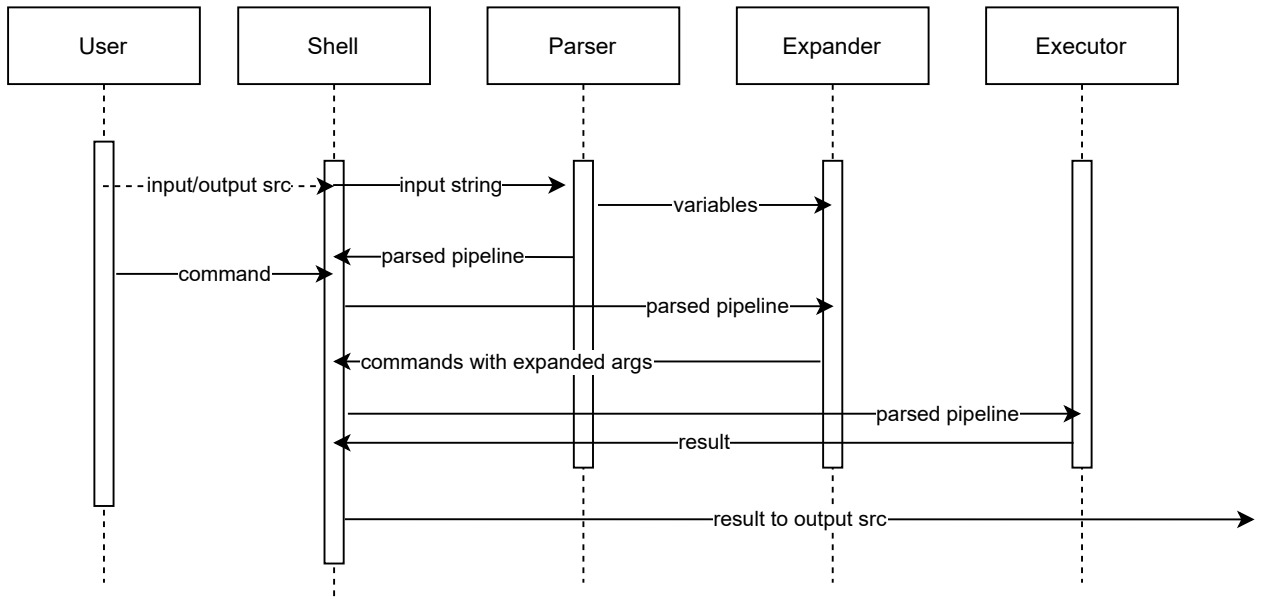 User
Shell
Parser
Expander
Executor
input/output src
input string
variables
parsed pipeline
command
parsed pipeline
commands with expanded args
parsed pipeline
result
result to output src